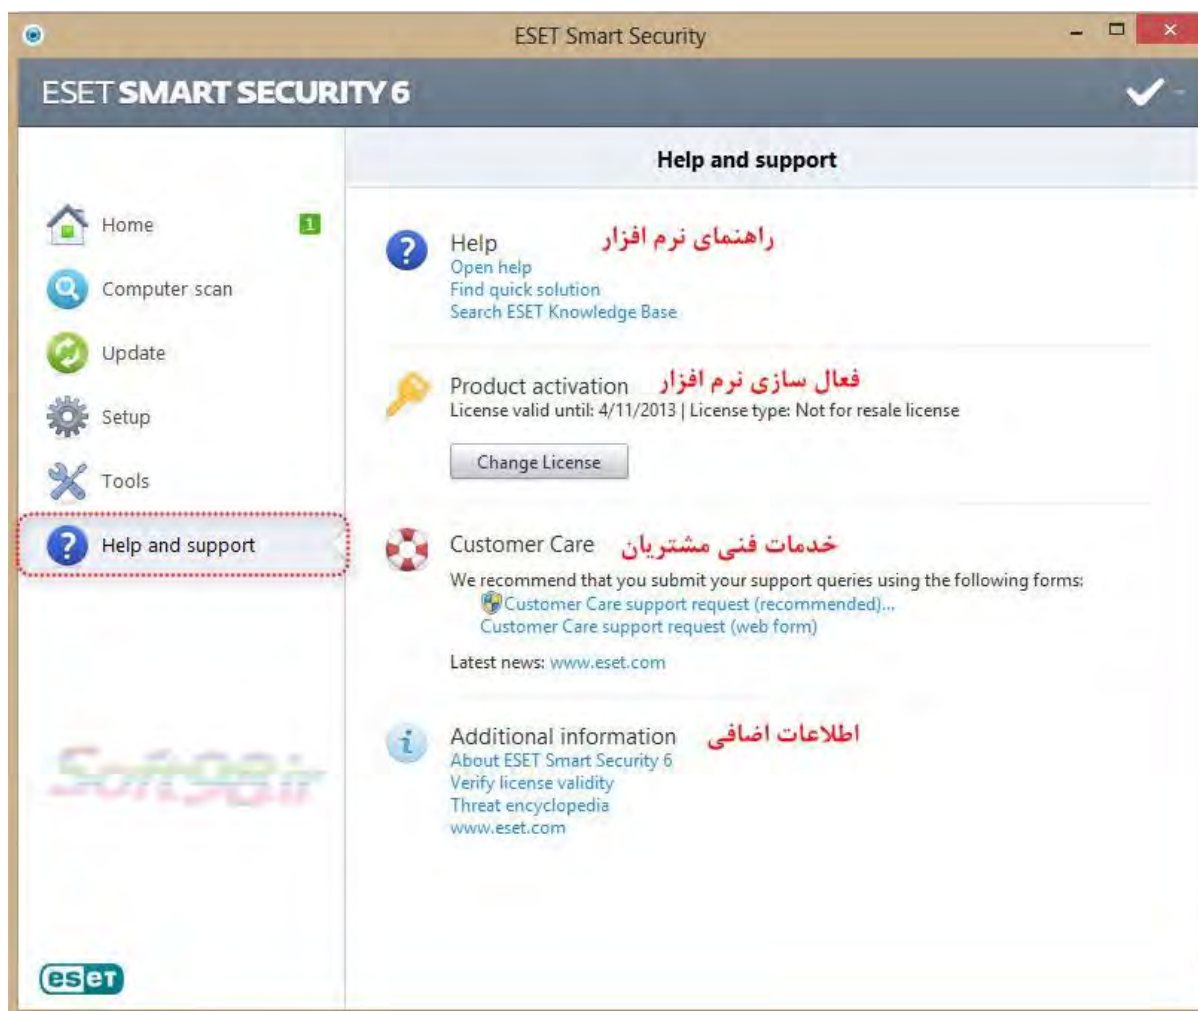 ESET Smart Security
ESET SMART SECURITY 6
Help and support
Home 1
Computer scan
Update
Setup
Tools
Help and support
Help راهنمای نرم افزار
Open help
Find quick solution
Search ESET Knowledge Base
Product activation فعال سازی نرم افزار
License valid until: 4/11/2013 | License type: Not for resale license
Change License
Customer Care خدمات فنی مشتریان
We recommend that you submit your support queries using the following forms:
Customer Care support request (recommended)...
Customer Care support request (web form)
Latest news: www.eset.com
Additional information اطلاعات اضافی
About ESET Smart Security 6
Verify license validity
Threat encyclopedia
www.eset.com
Soft98.ir
eseT